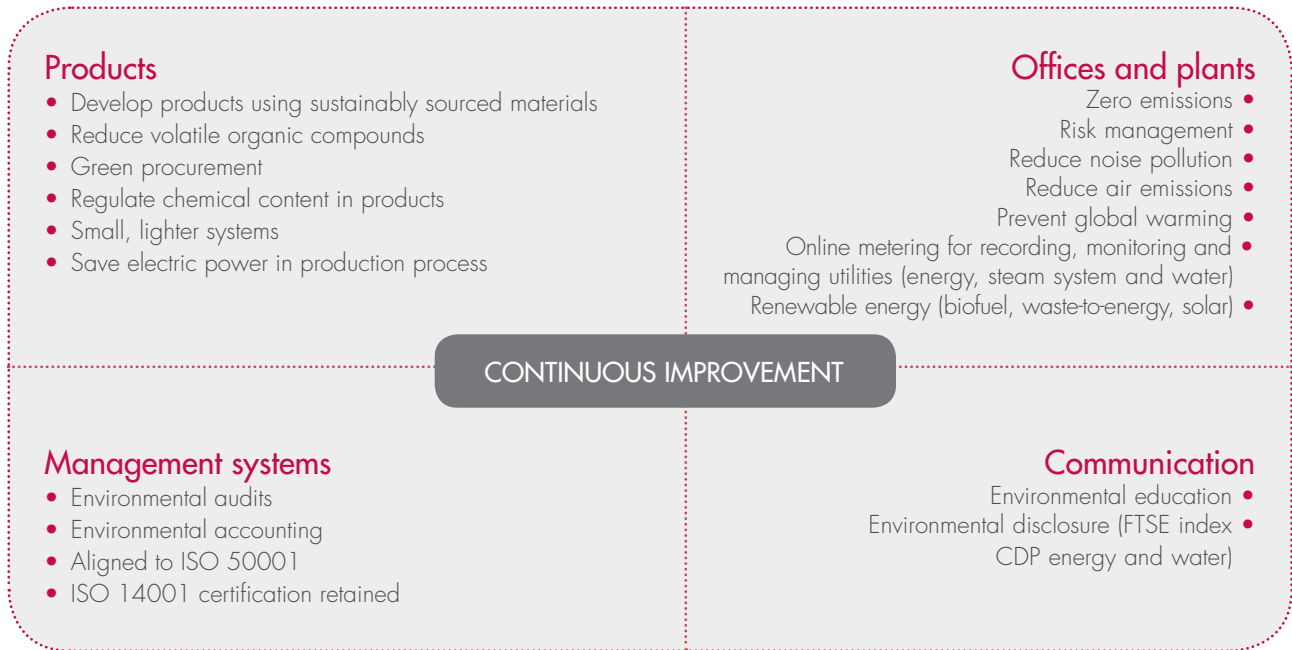 Products
• Develop products using sustainably sourced materials
• Reduce volatile organic compounds
• Green procurement
• Regulate chemical content in products
• Small, lighter systems
• Save electric power in production process
Offices and plants
Zero emissions •
Risk management •
Reduce noise pollution •
Reduce air emissions •
Prevent global warming •
Online metering for recording, monitoring and •
managing utilities (energy, steam system and water)
Renewable energy (biofuel, waste-to-energy, solar) •
CONTINUOUS IMPROVEMENT
Management systems
• Environmental audits
• Environmental accounting
• Aligned to ISO 50001
• ISO 14001 certification retained
Communication
Environmental education •
Environmental disclosure (FTSE index •
CDP energy and water)